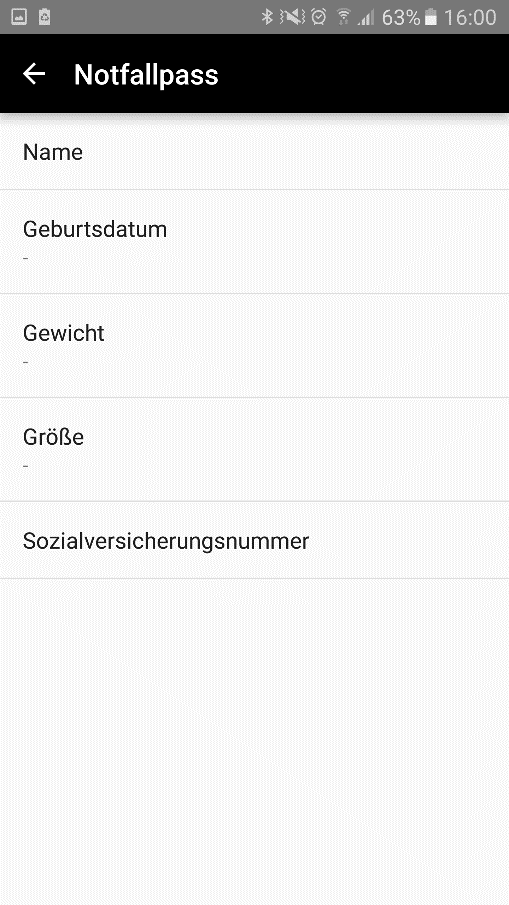 63% 16:00
Notfallpass
Name
Geburtsdatum
-
Gewicht
-
Größe
-
Sozialversicherungsnummer